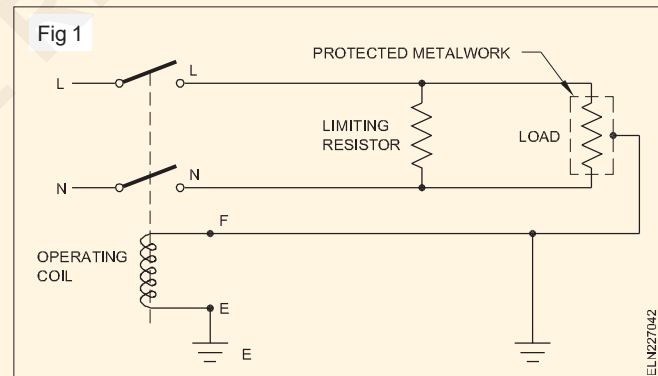 Fig 1
PROTECTED METALWORK
L
L
LIMITING
RESISTOR
LOAD
N
N
F
OPERATING
COIL
E
E
ELN227042